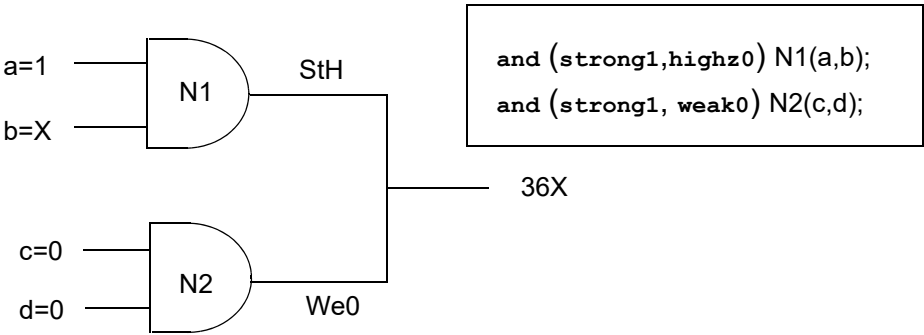 a=1
b=X
N1
StH
and (strong1,highz0) N1(a,b);
and (strong1, weak0) N2(c,d);
36X
c=0
d=0
N2
We0